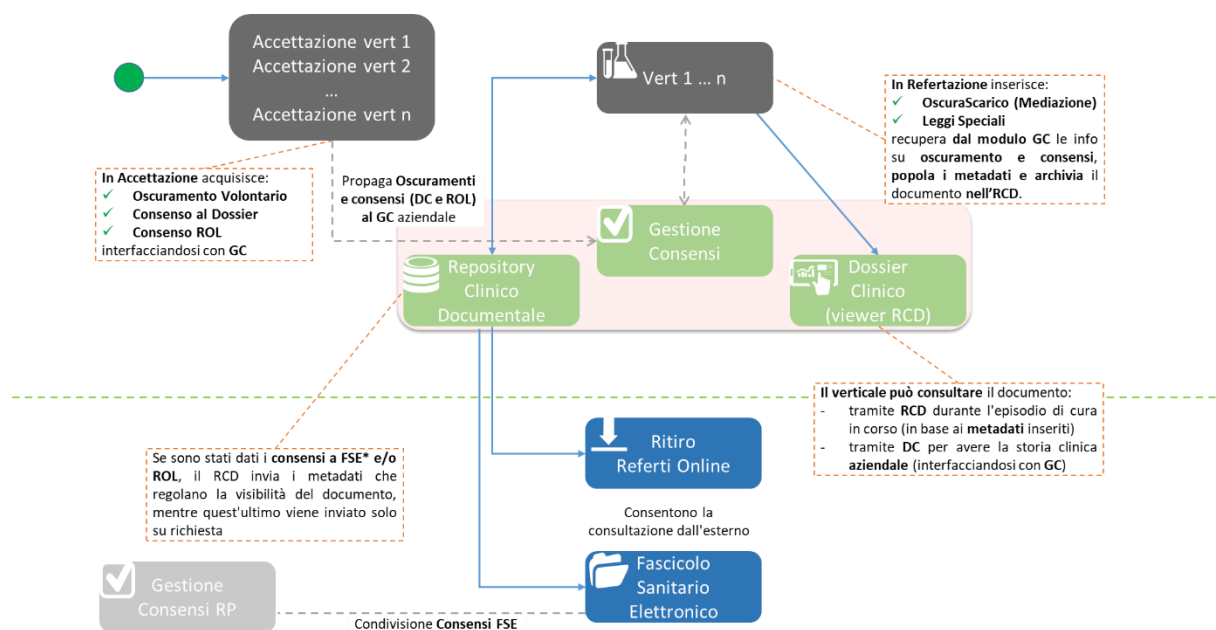 Accettazione vert 1
Accettazione vert 2
...
Accettazione vert n
Vert 1 ... n
In Refertazione inserisce:
✓ OscuraScarico (Mediazione)
✓ Leggi Speciali
recupera dal modulo GC le info
su oscuramento e consensi,
popola i metadati e archivia il
documento nell'RCD.
In Accettazione acquisisce:
✓ Oscuramento Volontario
✓ Consenso al Dossier
✓ Consenso ROL
interfacciandosi con GC
Propaga Oscuramenti
e consensi (DC e ROL)
al GC aziendale
Gestione
Consensi
Repository
Clinico
Documentale
Dossier
Clinico
(viewer RCD)
Il verticale può consultare il documento:
- tramite RCD durante l'episodio di cura
in corso (in base ai metadati inseriti)
- tramite DC per avere la storia clinica
aziendale (interfacciandosi con GC)
Se sono stati dati i consensi a FSE* e/o
ROL, il RCD invia i metadati che
regolano la visibilità del documento,
mentre quest'ultimo viene inviato solo
su richiesta
Ritiro
Referti Online
Consentono la
consultazione dall'esterno
Fascicolo
Sanitario
Elettronico
Gestione
Consensi RP
Condivisione Consensi FSE